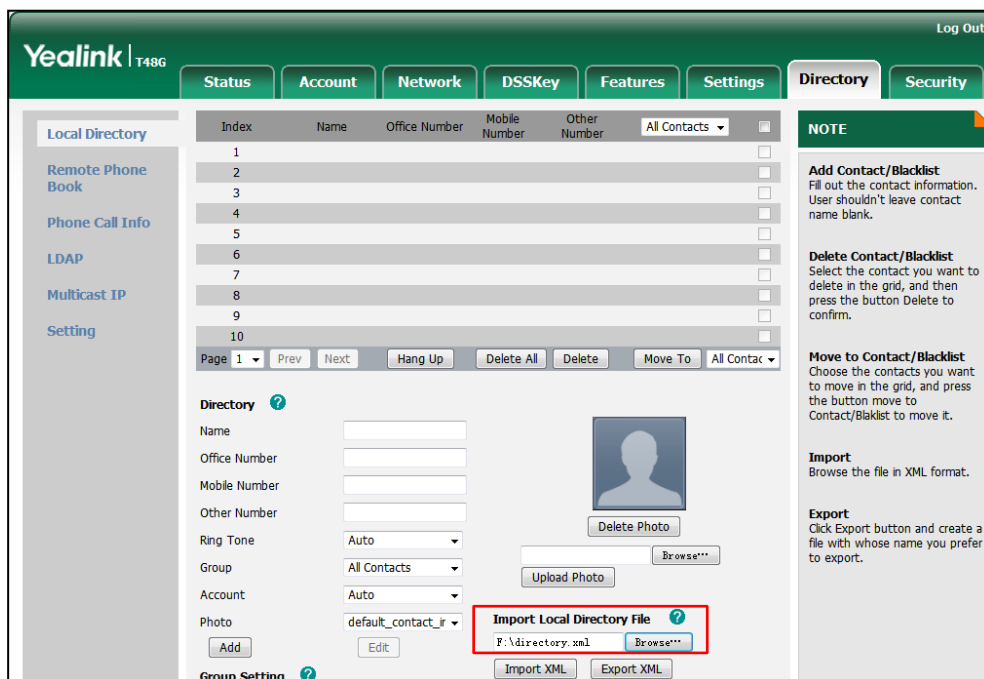 Log Out
Yealink | T48G
Status Account Network DSSKey Features Settings Directory Security
Local Directory
Remote Phone
Book
Phone Call Info
LDAP
Multicast IP
Setting
Index Name Office Number Mobile Number Other Number All Contacts
1
2
3
4
5
6
7
8
9
10
Page 1 Prev Next Hang Up Delete All Delete Move To All Contac
Directory ?
Name
Office Number
Mobile Number
Other Number
Ring Tone Auto
Group All Contacts
Account Auto
Photo default_contact_ir
Add Edit
Group Setting ?
Delete Photo
Browse...
Upload Photo
Import Local Directory File ?
F:\directory.xml Browse...
Import XML Export XML
NOTE
Add Contact/Blacklist
Fill out the contact information.
User shouldn't leave contact
name blank.
Delete Contact/Blacklist
Select the contact you want to
delete in the grid, and then
press the button Delete to
confirm.
Move to Contact/Blacklist
Choose the contacts you want
to move in the grid, and press
the button move to
Contact/Blaklist to move it.
Import
Browse the file in XML format.
Export
Click Export button and create a
file with whose name you prefer
to export.